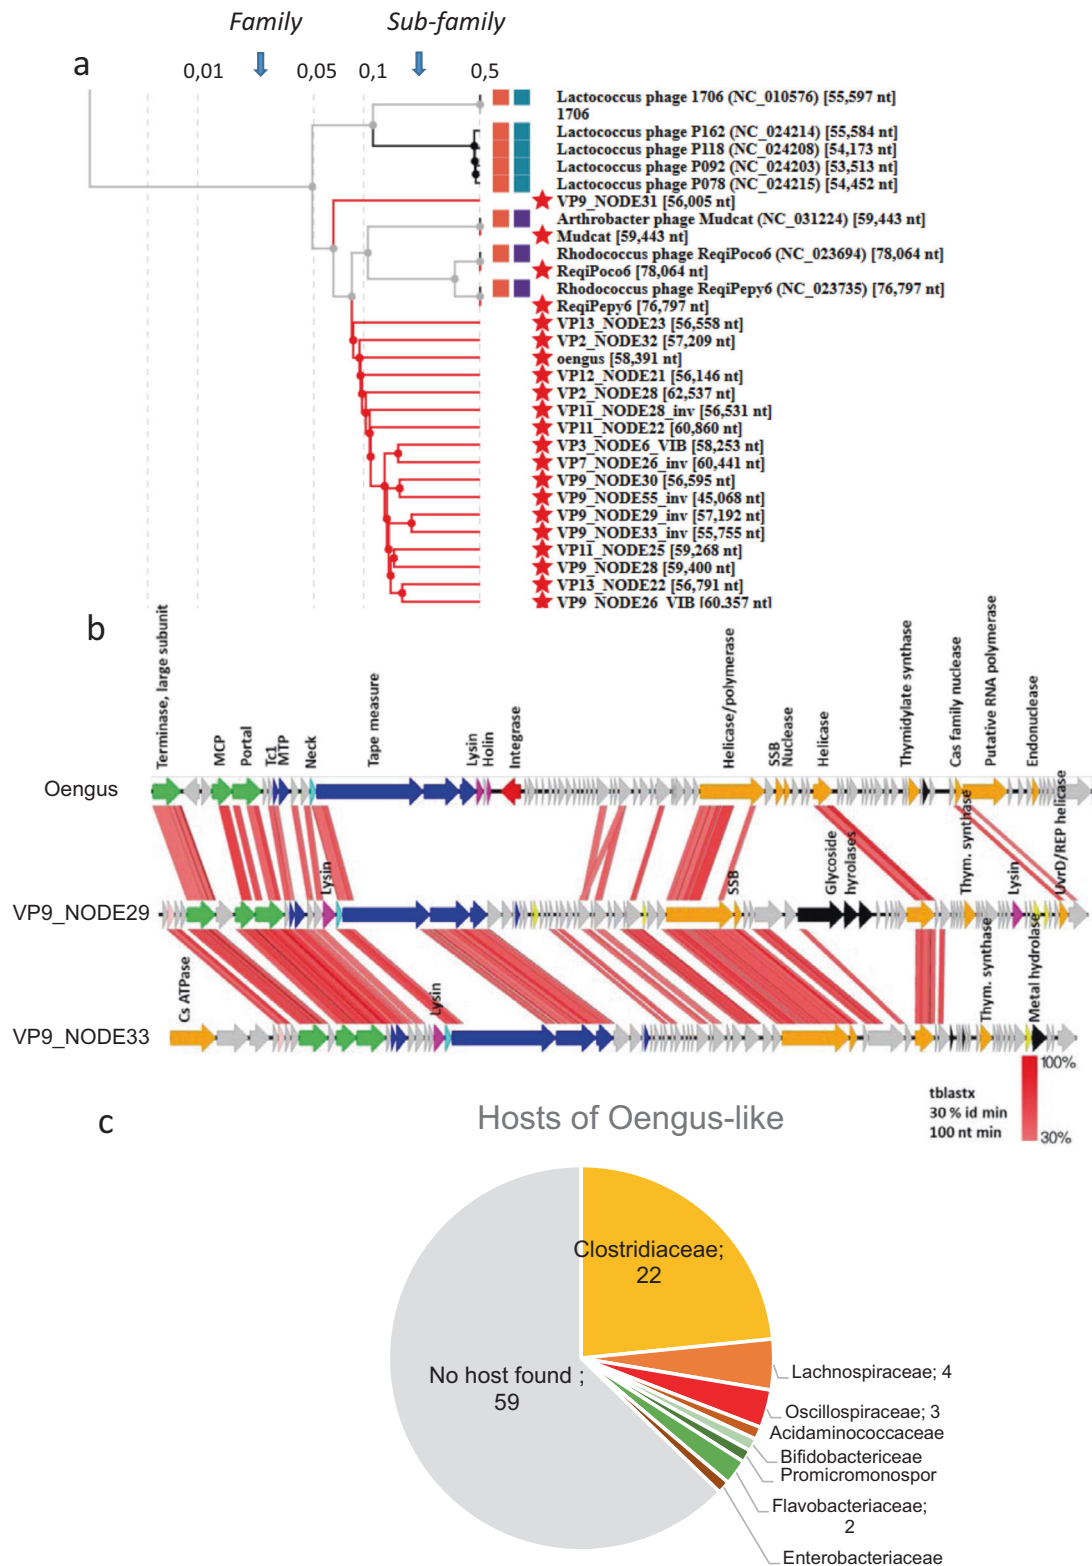 Family
Sub-family
a
0,01
0,05
0,1
0,5
Lactococcus phage 1706 (NC_010576) [55,597 nt]
1706
Lactococcus phage P162 (NC_024214) [55,584 nt]
Lactococcus phage P118 (NC_024208) [54,173 nt]
Lactococcus phage P092 (NC_024203) [53,513 nt]
Lactococcus phage P078 (NC_024215) [54,452 nt]
VP9_NODE31 [56,005 nt]
Arthrobacter phage Mudcat (NC_031224) [59,443 nt]
Mudcat [59,443 nt]
Rhodococcus phage ReqiPoco6 (NC_023694) [78,064 nt]
ReqiPoco6 [78,064 nt]
Rhodococcus phage ReqiPepy6 (NC_023735) [76,797 nt]
ReqiPepy6 [76,797 nt]
VP13_NODE23 [56,558 nt]
VP2_NODE32 [57,209 nt]
oengus [58,391 nt]
VP12_NODE21 [56,146 nt]
VP2_NODE28 [62,537 nt]
VP11_NODE28_inv [56,531 nt]
VP11_NODE22 [60,860 nt]
VP3_NODE6_VIB [58,253 nt]
VP7_NODE26_inv [60,441 nt]
VP9_NODE30 [56,595 nt]
VP9_NODE55_inv [45,068 nt]
VP9_NODE29_inv [57,192 nt]
VP9_NODE33_inv [55,755 nt]
VP11_NODE25 [59,268 nt]
VP9_NODE28 [59,400 nt]
VP13_NODE22 [56,791 nt]
VP9_NODE26_VIB [60,357 nt]
b
Terminase, large subunit
MCP
Portal
Tc1
MTP
Neck
Tape measure
Lysin
Holin
Integrase
Helicase/polymerase
SSB
Nuclease
Helicase
Thymidylate synthase
Cas family nuclease
Putative RNA polymerase
Endonuclease
Oengus
Lysin
SSB
Glycoside
hyrolases
Thym. synthase
Lysin
UvrD/REP helicase
VP9_NODE29
Cs ATPase
Lysin
Thym. synthase
Metal hydrolase
VP9_NODE33
tblastx
30 % id min
100 nt min
100%
30%
c
Hosts of Oengus-like
Clostridiaceae;
22
No host found ;
59
Lachnospiraceae; 4
Oscillospiraceae; 3
Acidaminococcaceae
Bifidobactericeae
Promicromonospor
Flavobacteriaceae;
2
Enterobacteriaceae